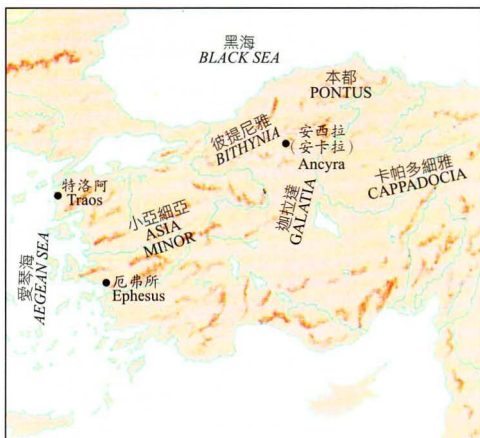 黑海
BLACK SEA
本都
PONTUS
彼提尼雅
BITHYNIA
安西拉
(安卡拉)
Ancyra
卡帕多細雅
CAPPADOCIA
特洛阿
Traos
小亞細亞
ASIA
MINOR
迦拉達
GALATIA
愛琴海
AEGEAN SEA
厄弗所
Ephesus